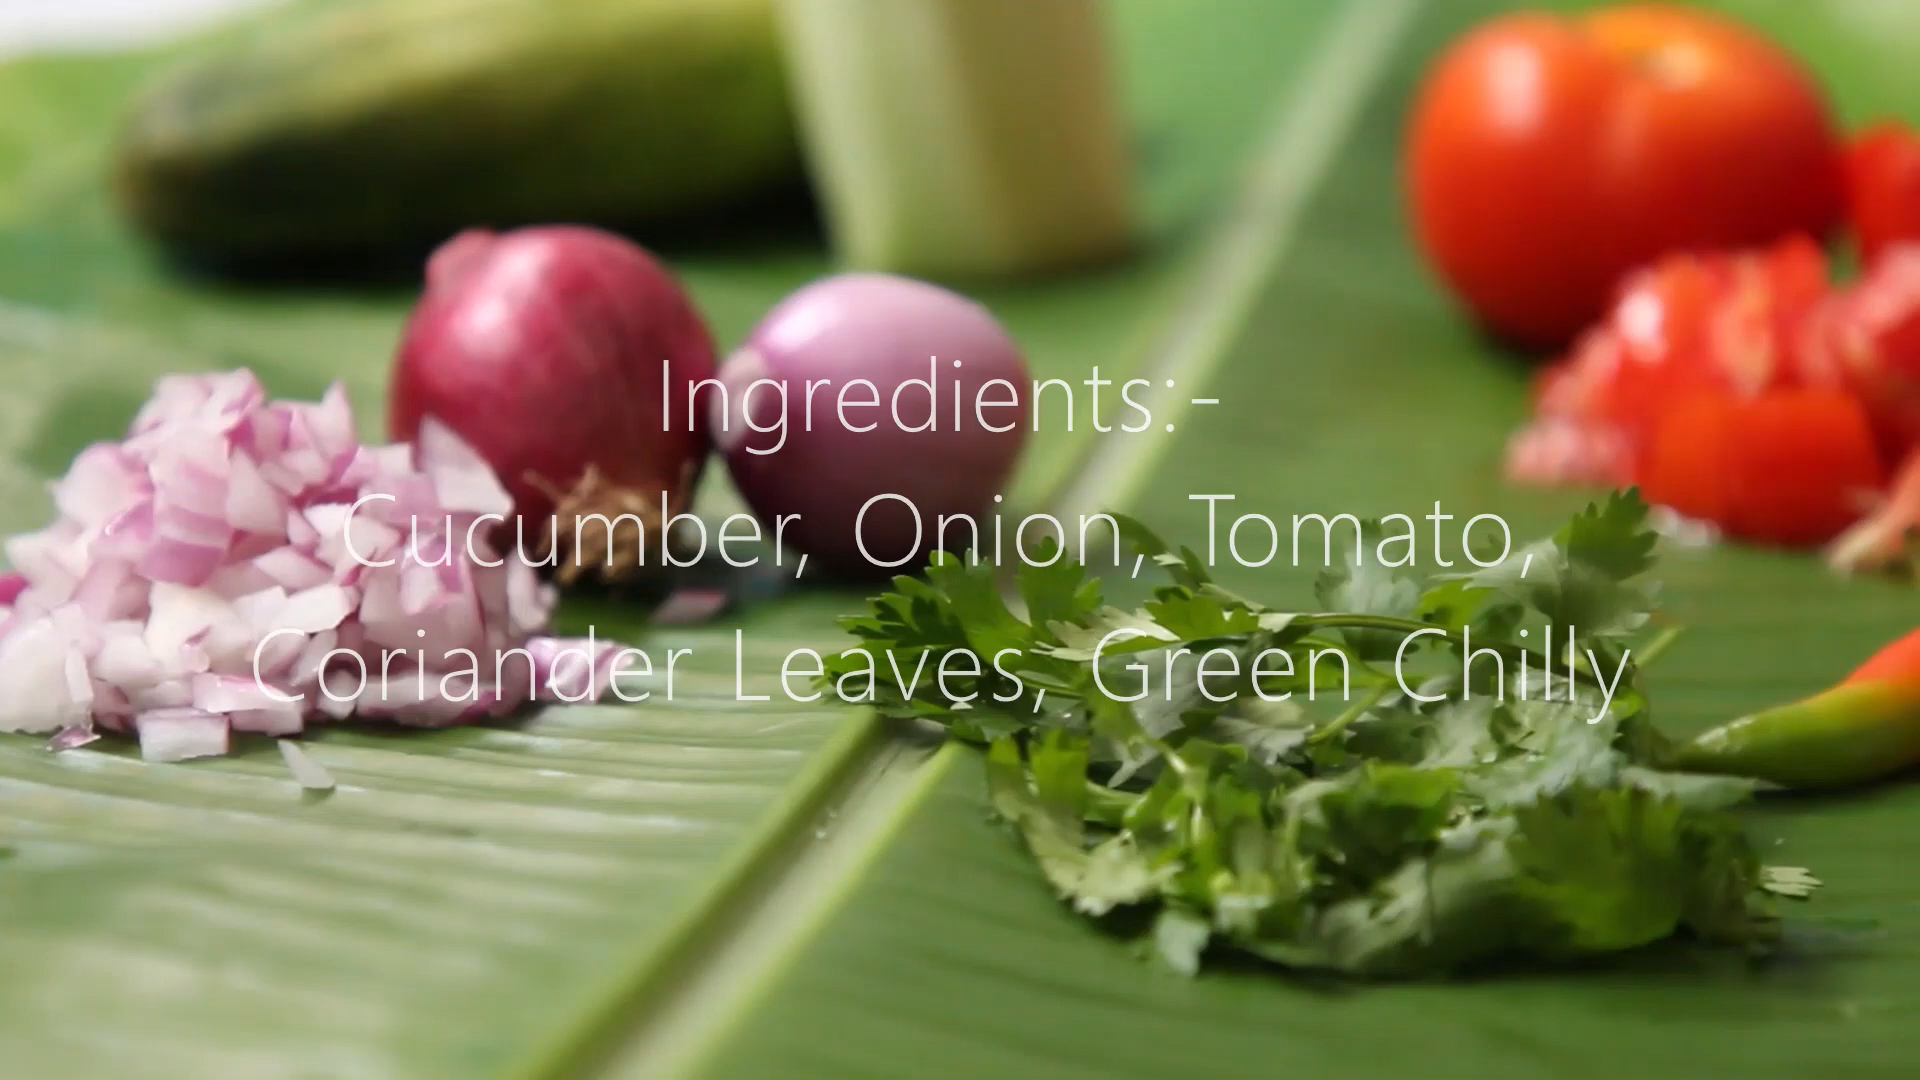 Ingredients:-
Cucumber, Onion, Tomato,
Coriander Leaves, Green Chilly